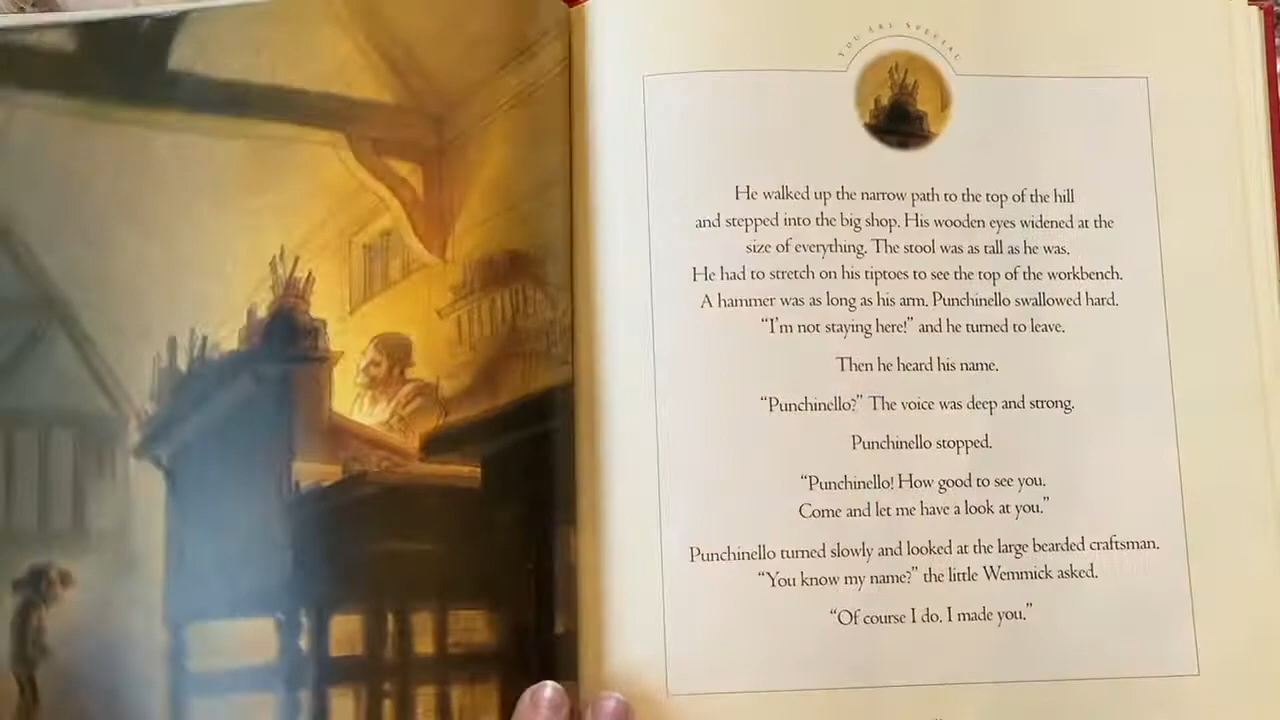 YOU ARE SPECIAL
He walked up the narrow path to the top of the hill
and stepped into the big shop. His wooden eyes widened at the
size of everything. The stool was as tall as he was.
He had to stretch on his tiptoes to see the top of the workbench.
A hammer was as long as his arm. Punchinello swallowed hard.
“I’m not staying here!” and he turned to leave.
Then he heard his name.
“Punchinello?” The voice was deep and strong.
Punchinello stopped.
“Punchinello! How good to see you.
Come and let me have a look at you.”
Punchinello turned slowly and looked at the large bearded craftsman.
“You know my name?” the little Wemmick asked.
“Of course I do. I made you.”